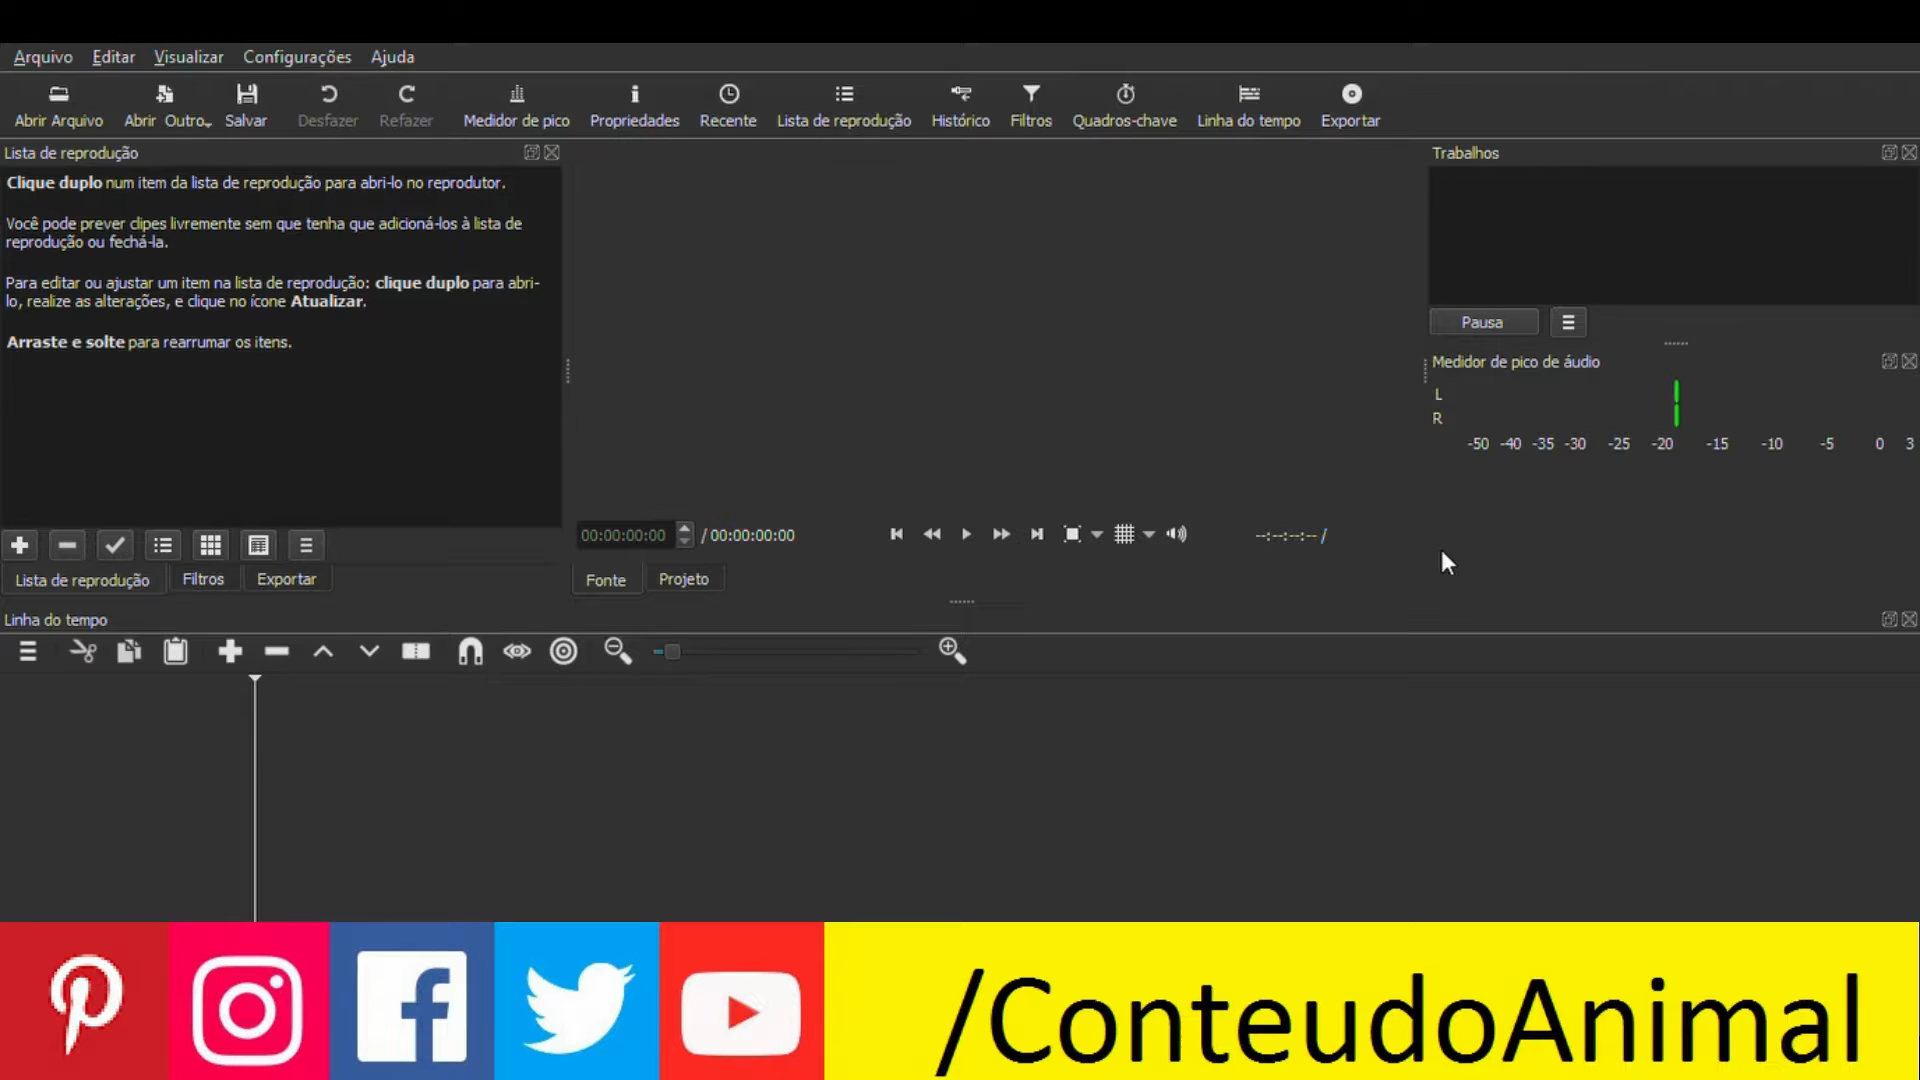 Arquivo Editar Visualizar Configurações Ajuda
Abrir Arquivo Abrir Outro... Salvar Desfazer Refazer Medidor de pico Propriedades Recente Lista de reprodução Histórico Filtros Quadros-chave Linha do tempo Exportar
Lista de reprodução
Clique duplo num item da lista de reprodução para abri-lo no reprodutor.
Você pode prever clipes livremente sem que tenha que adicioná-los à lista de
reprodução ou fechá-la.
Para editar ou ajustar um item na lista de reprodução: clique duplo para abri-
lo, realize as alterações, e clique no ícone Atualizar.
Arraste e solte para rearrumar os itens.
Lista de reprodução Filtros Exportar
00:00:00:00 / 00:00:00:00
--:--:--:-- /
Fonte Projeto
Trabalhos
Pausa
Medidor de pico de áudio
L
R
-50 -40 -35 -30 -25 -20 -15 -10 -5 0 3
Linha do tempo
/ConteudoAnimal